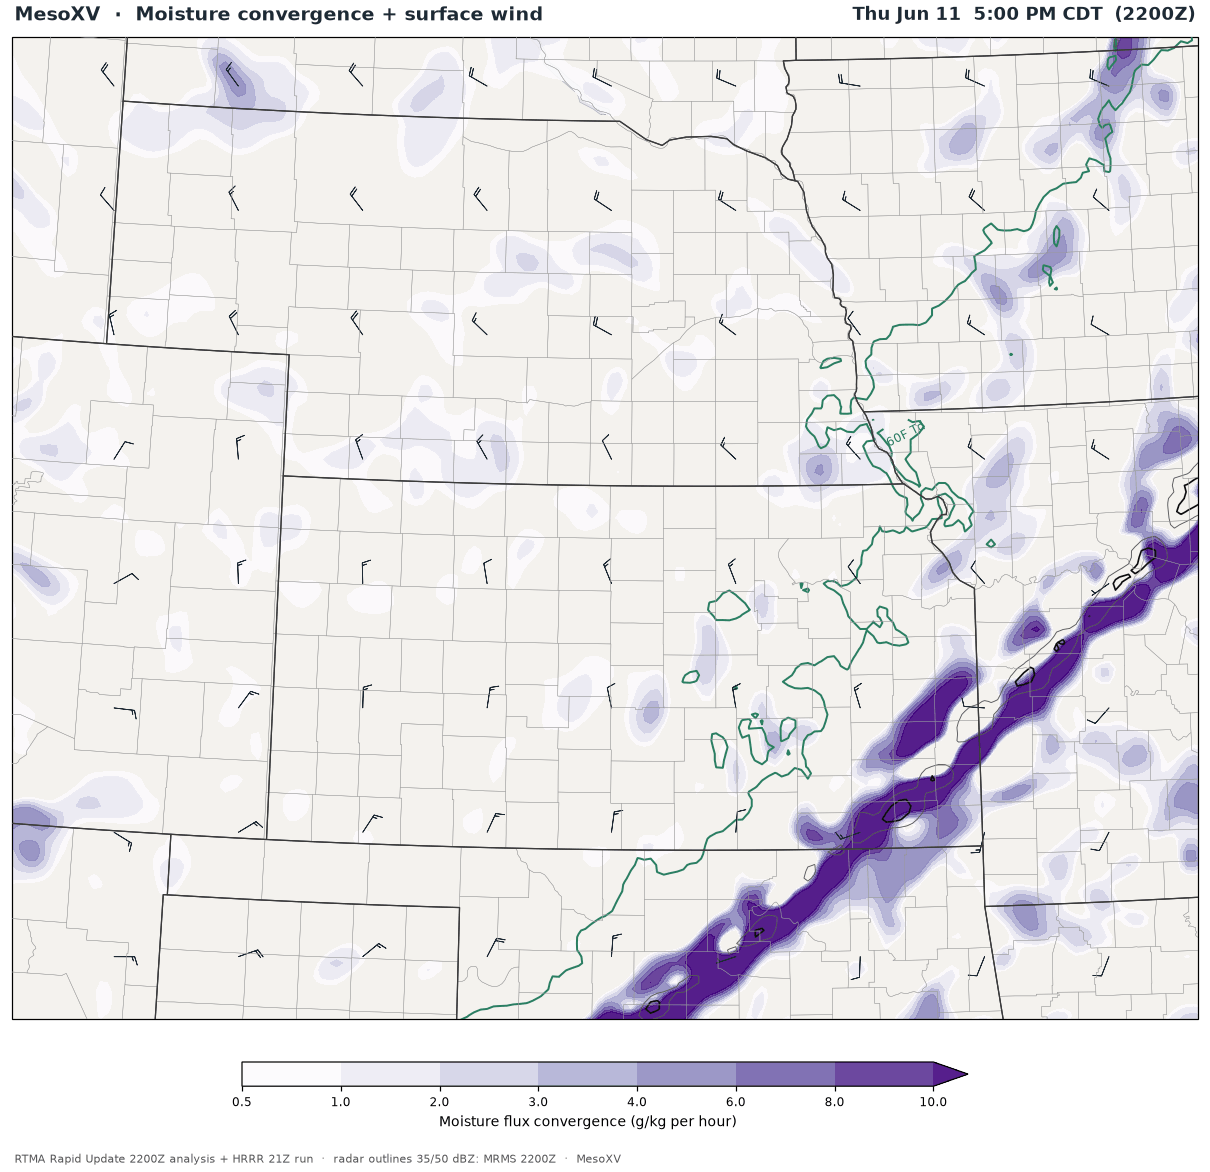 MesoXV · Moisture convergence + surface wind
Thu Jun 11 5:00 PM CDT (2200Z)
60F Td
0.5 1.0 2.0 3.0 4.0 6.0 8.0 10.0
Moisture flux convergence (g/kg per hour)
RTMA Rapid Update 2200Z analysis + HRRR 21Z run · radar outlines 35/50 dBZ: MRMS 2200Z · MesoXV